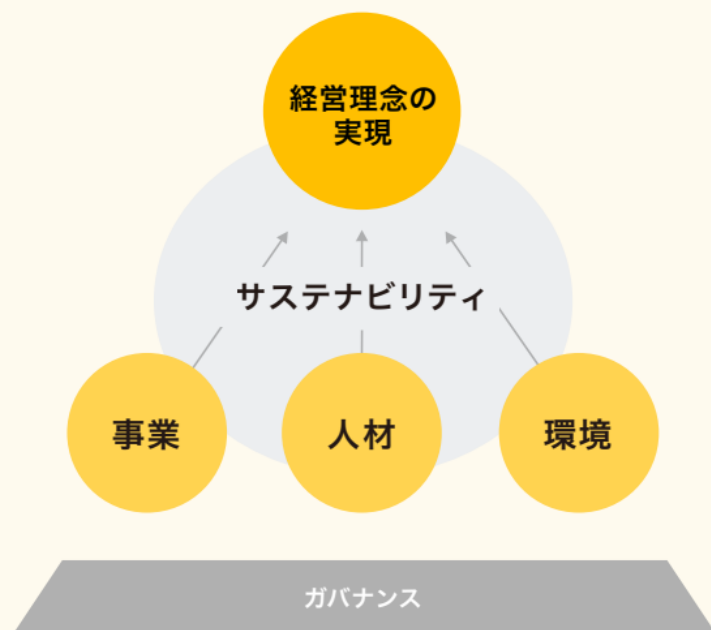 経営理念の
実現
サステナビリティ
事業
人材
環境
ガバナンス